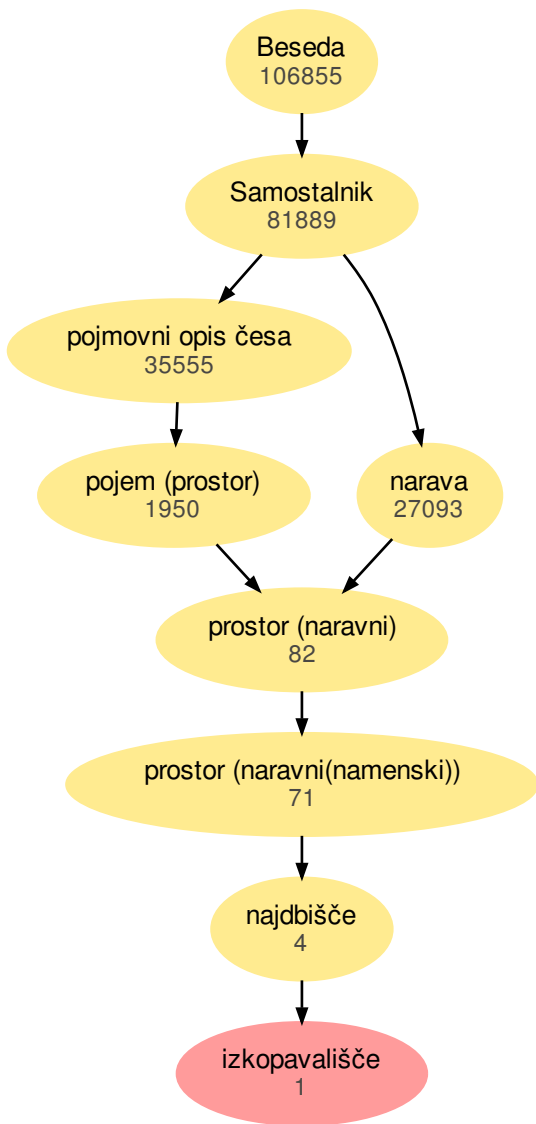 Beseda
106855
Samostalnik
81889
pojmovni opis česa
35555
pojem (prostor)
1950
narava
27093
prostor (naravni)
82
prostor (naravni(namenski))
71
najdbišče
4
izkopavališče
1